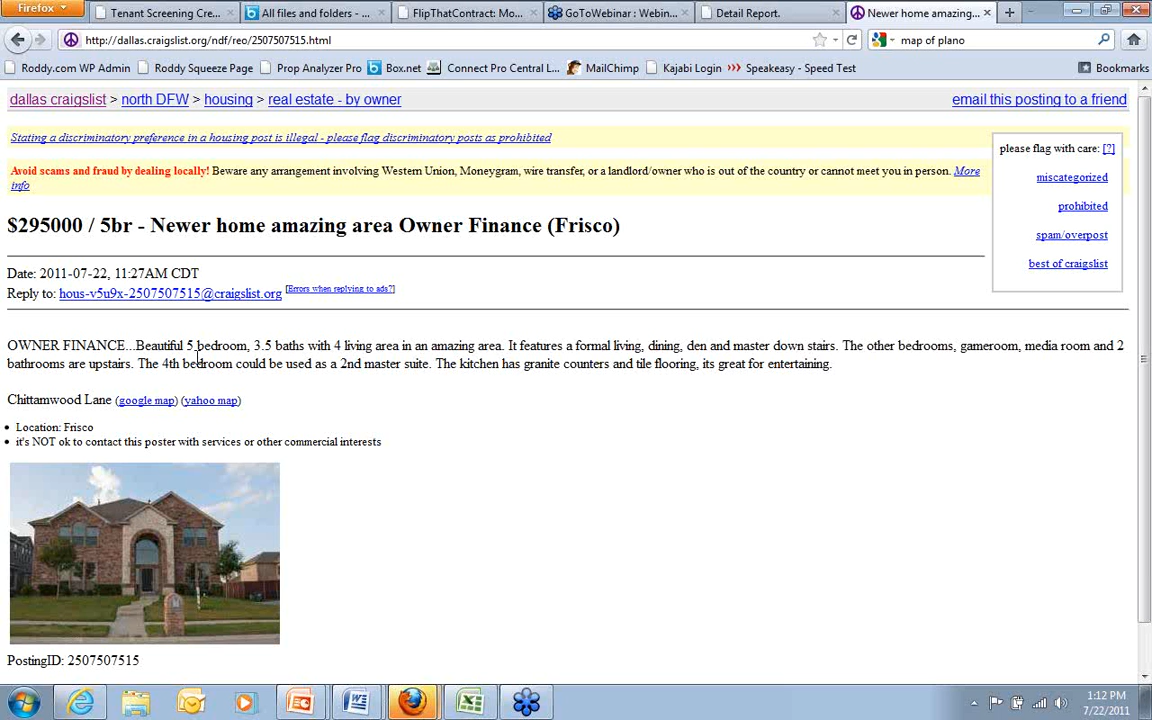 Firefox
Tenant Screening Cre...
All files and folders - ...
FlipThatContract: Mo...
GoToWebinar : Webin...
Detail Report.
Newer home amazing...
http://dallas.craigslist.org/ndf/reo/2507507515.html
map of plano
Roddy.com WP Admin
Roddy Squeeze Page
Prop Analyzer Pro
Box.net
Connect Pro Central L...
MailChimp
Kajabi Login
Speakeasy - Speed Test
Bookmarks
dallas craigslist > north DFW > housing > real estate - by owner
email this posting to a friend
Stating a discriminatory preference in a housing post is illegal - please flag discriminatory posts as prohibited
please flag with care: [?]
miscategorized
prohibited
spam/overpost
best of craigslist
Avoid scams and fraud by dealing locally! Beware any arrangement involving Western Union, Moneygram, wire transfer, or a landlord/owner who is out of the country or cannot meet you in person. More
info
$295000 / 5br - Newer home amazing area Owner Finance (Frisco)
Date: 2011-07-22, 11:27AM CDT
Reply to: hous-v5u9x-2507507515@craigslist.org [Errors when replying to ads?]
OWNER FINANCE...Beautiful 5 bedroom, 3.5 baths with 4 living area in an amazing area. It features a formal living, dining, den and master down stairs. The other bedrooms, gameroom, media room and 2
bathrooms are upstairs. The 4th bedroom could be used as a 2nd master suite. The kitchen has granite counters and tile flooring, its great for entertaining.
Chittamwood Lane (google map) (yahoo map)
Location: Frisco
it's NOT ok to contact this poster with services or other commercial interests
PostingID: 2507507515
1:12 PM
7/22/2011